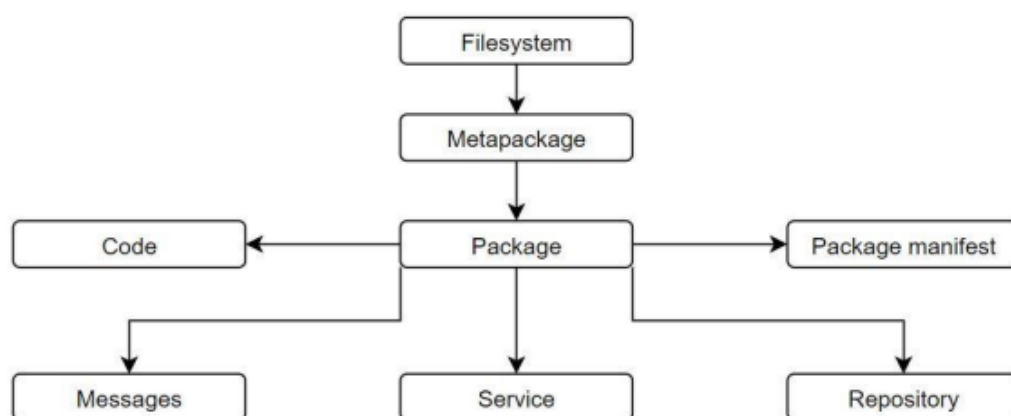 Filesystem
Metapackage
Code
Package
Package manifest
Messages
Service
Repository